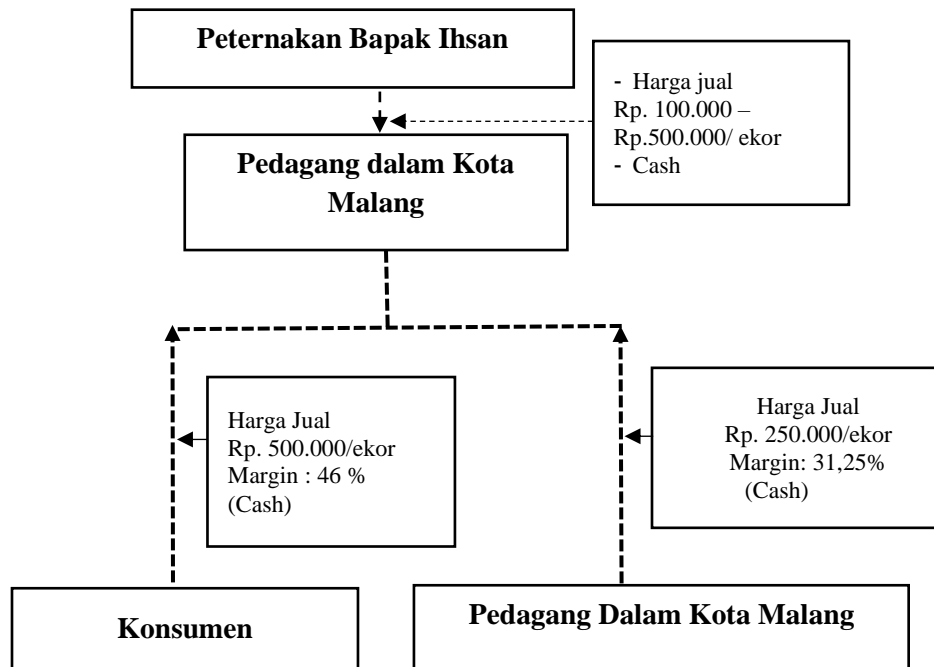 Peternakan Bapak Ihsan
- Harga jual
Rp. 100.000 –
Rp.500.000/ ekor
- Cash
Pedagang dalam Kota
Malang
Harga Jual
Rp. 500.000/ekor
Margin : 46 %
(Cash)
Harga Jual
Rp. 250.000/ekor
Margin: 31,25%
(Cash)
Konsumen
Pedagang Dalam Kota Malang